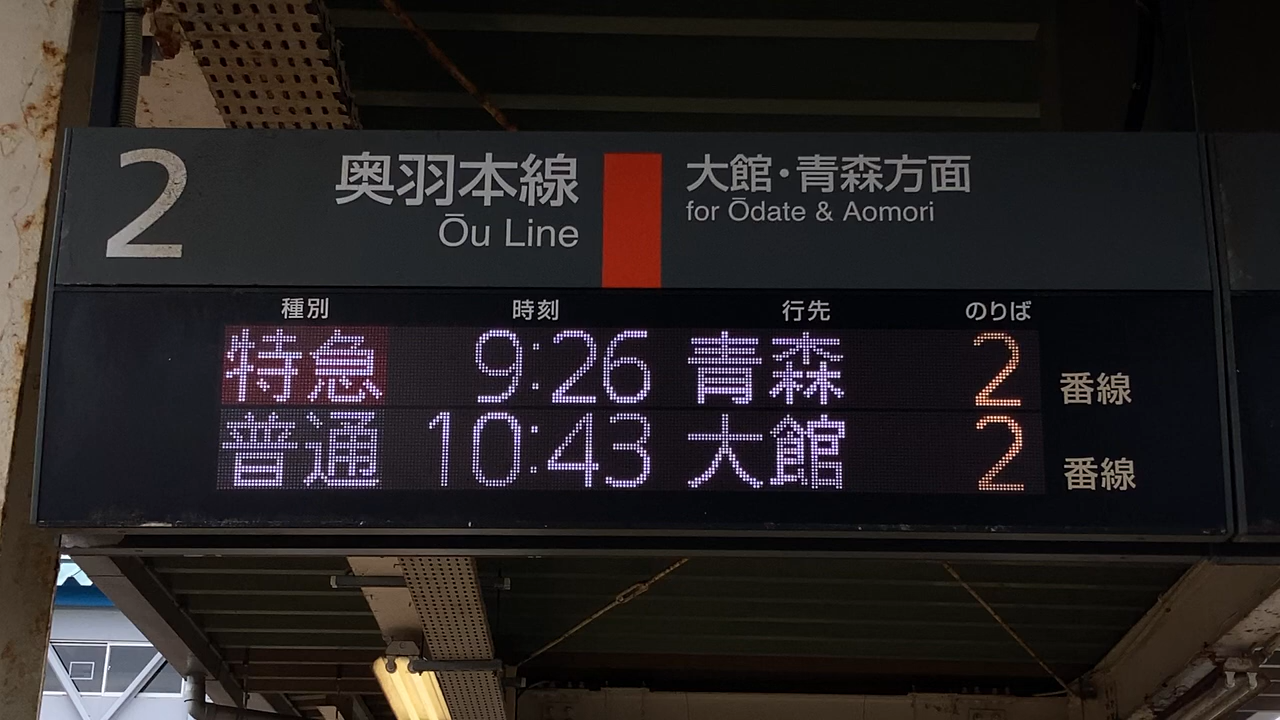 2
奥羽本線
Ōu Line
大館・青森方面
for Ōdate & Aomori
種別 時刻 行先 のりば
特急 9:26 青森 2 番線
普通 10:43 大館 2 番線